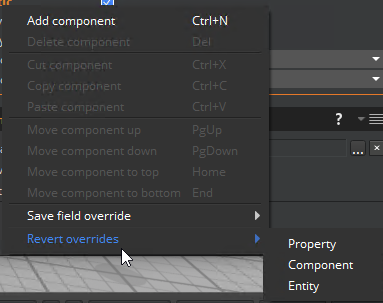 Add component Ctrl+N
Delete component Del
Cut component Ctrl+X
Copy component Ctrl+C
Paste component Ctrl+V
Move component up PgUp
Move component down PgDown
Move component to top Home
Move component to bottom End
Save field override
Revert overrides
Property
Component
Entity
?
...
×